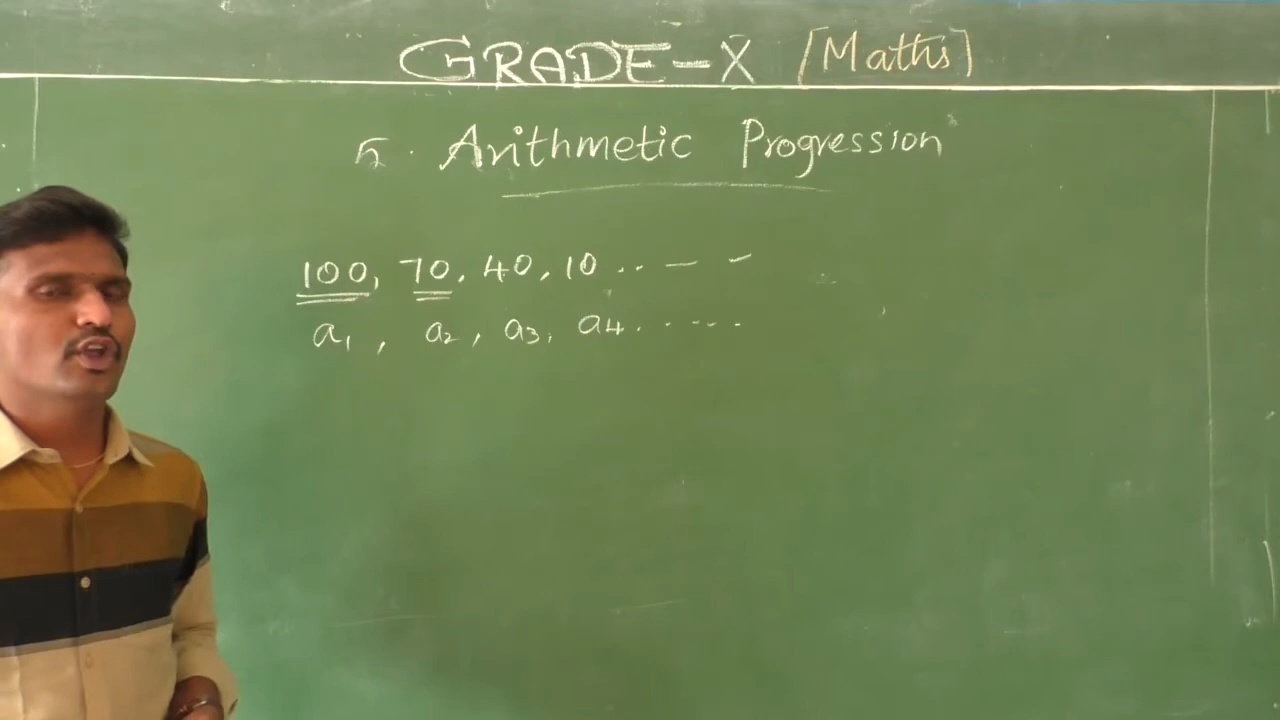 GRADE-X [Maths]
5. Arithmetic Progression
100, 70, 40, 10 .. - -
a₁, a₂, a₃, a₄. . - - - .